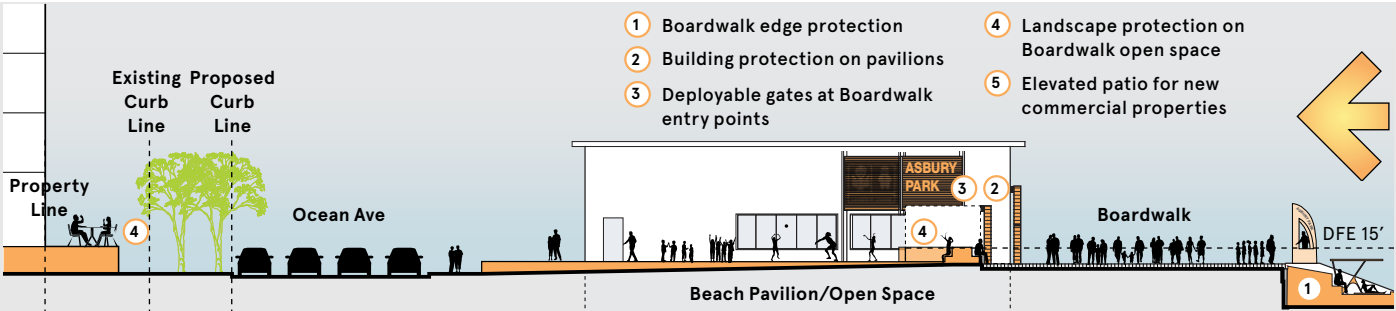 1 Boardwalk edge protection
2 Building protection on pavilions
3 Deployable gates at Boardwalk
entry points
4 Landscape protection on
Boardwalk open space
5 Elevated patio for new
commercial properties
Existing
Curb
Line
Proposed
Curb
Line
Property
Line
4
Ocean Ave
ASBURY
PARK
3
2
4
Boardwalk
DFE 15'
Beach Pavilion/Open Space
1